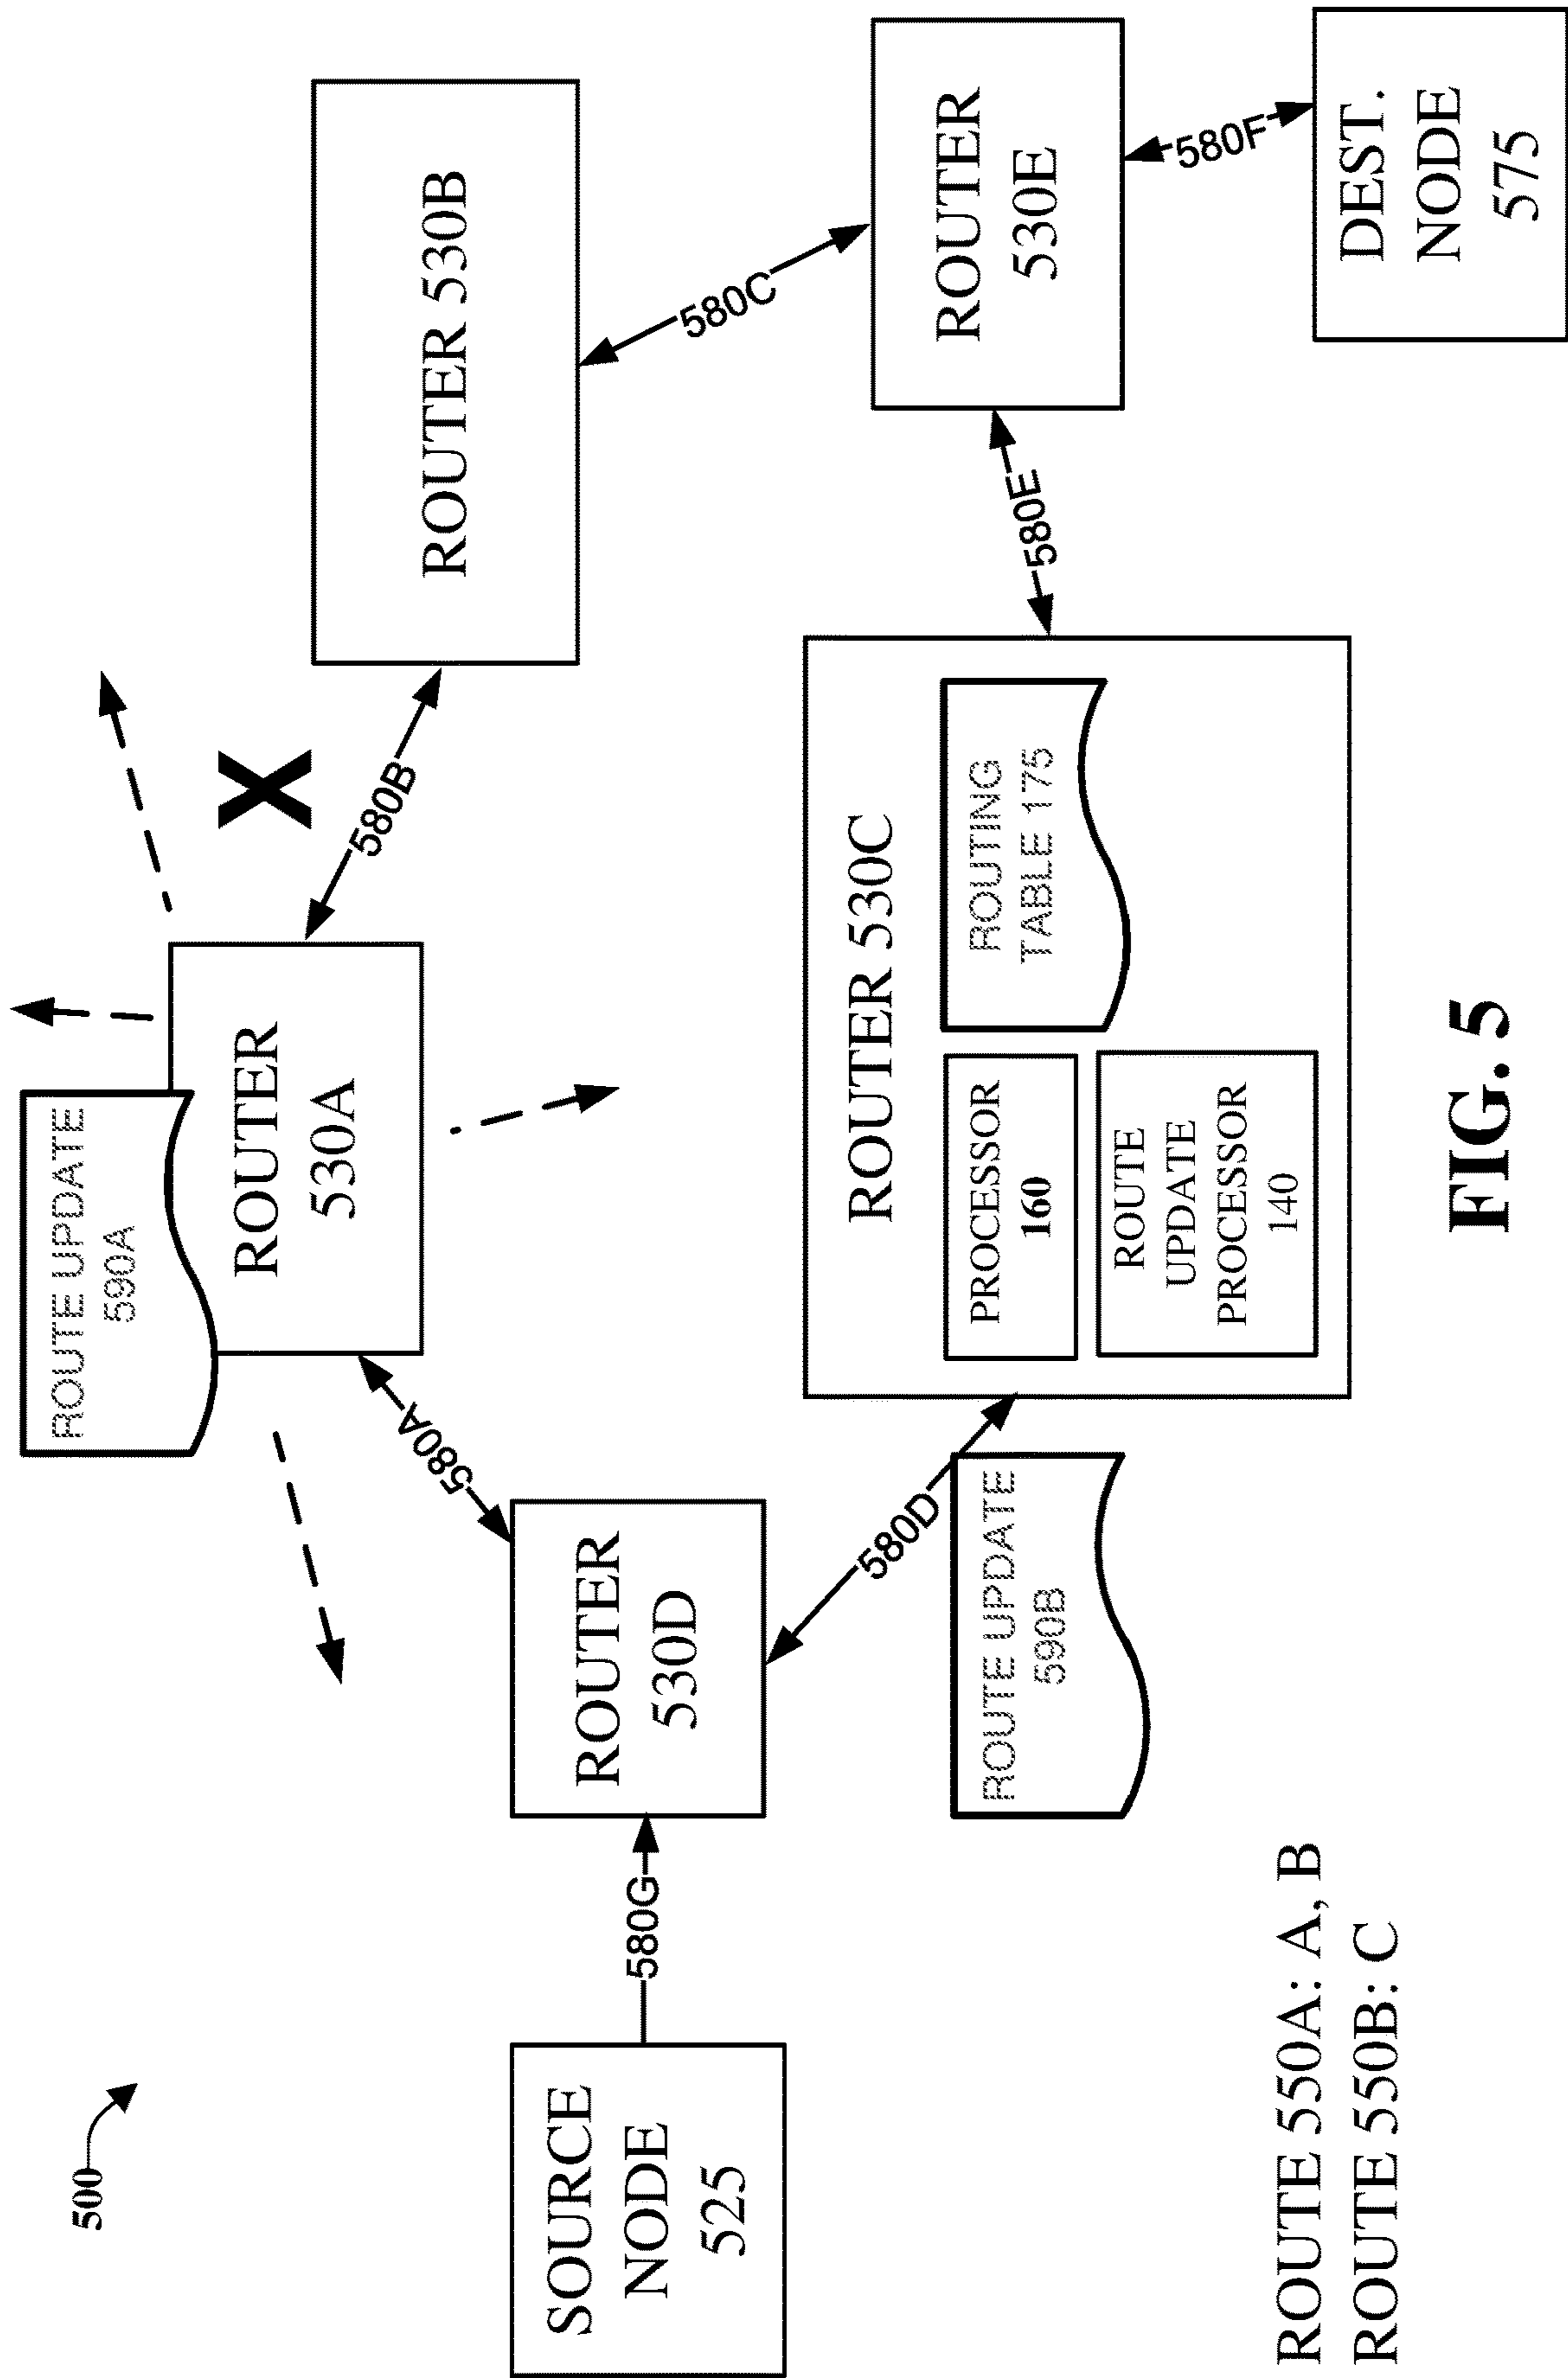 500
ROUTE UPDATE
590A
ROUTER
530A
X
580B
ROUTER 530B
580A
580C
SOURCE
NODE
525
580G
ROUTER
530D
580D
ROUTE UPDATE
590B
ROUTER 530C
PROCESSOR
160
ROUTE
UPDATE
PROCESSOR
140
ROUTING
TABLE 175
580E
ROUTER
530E
580F
DEST.
NODE
575
ROUTE 550A: A, B
ROUTE 550B: C
FIG. 5